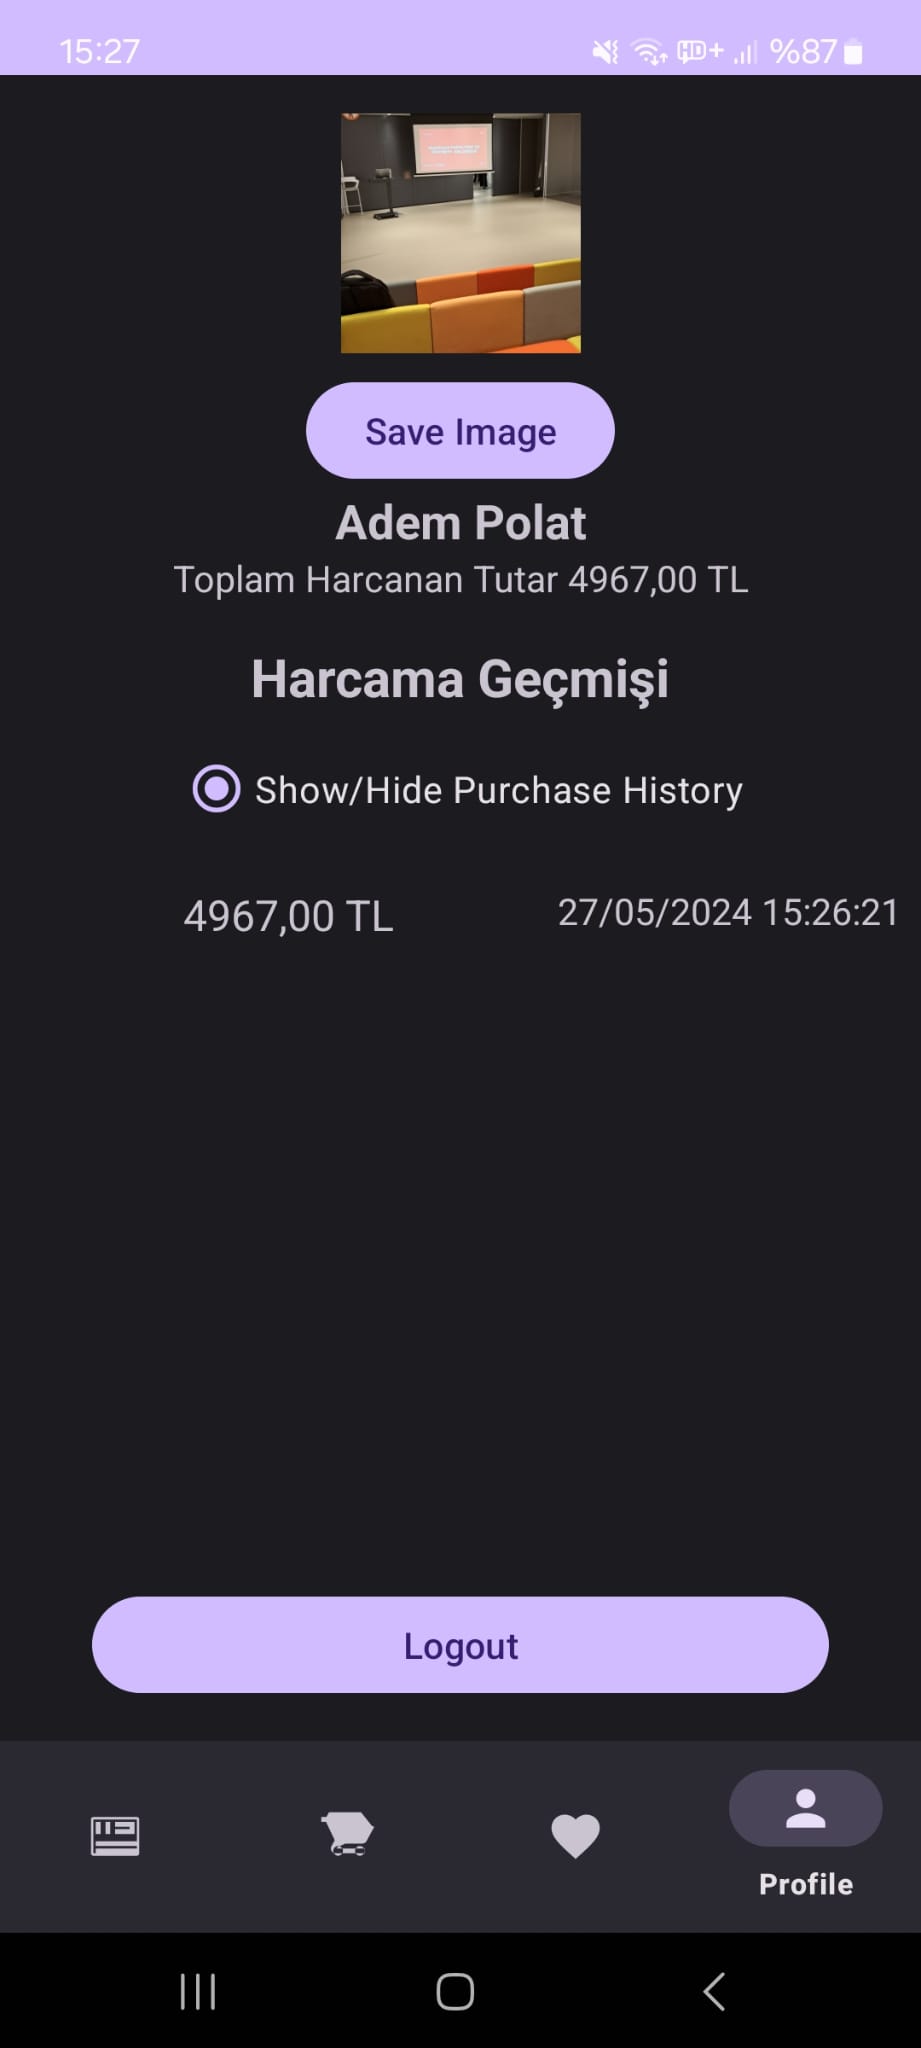 15:27 HD+ %87
Save Image
Adem Polat
Toplam Harcanan Tutar 4967,00 TL
Harcama Geçmişi
Show/Hide Purchase History
4967,00 TL 27/05/2024 15:26:21
Logout
Profile